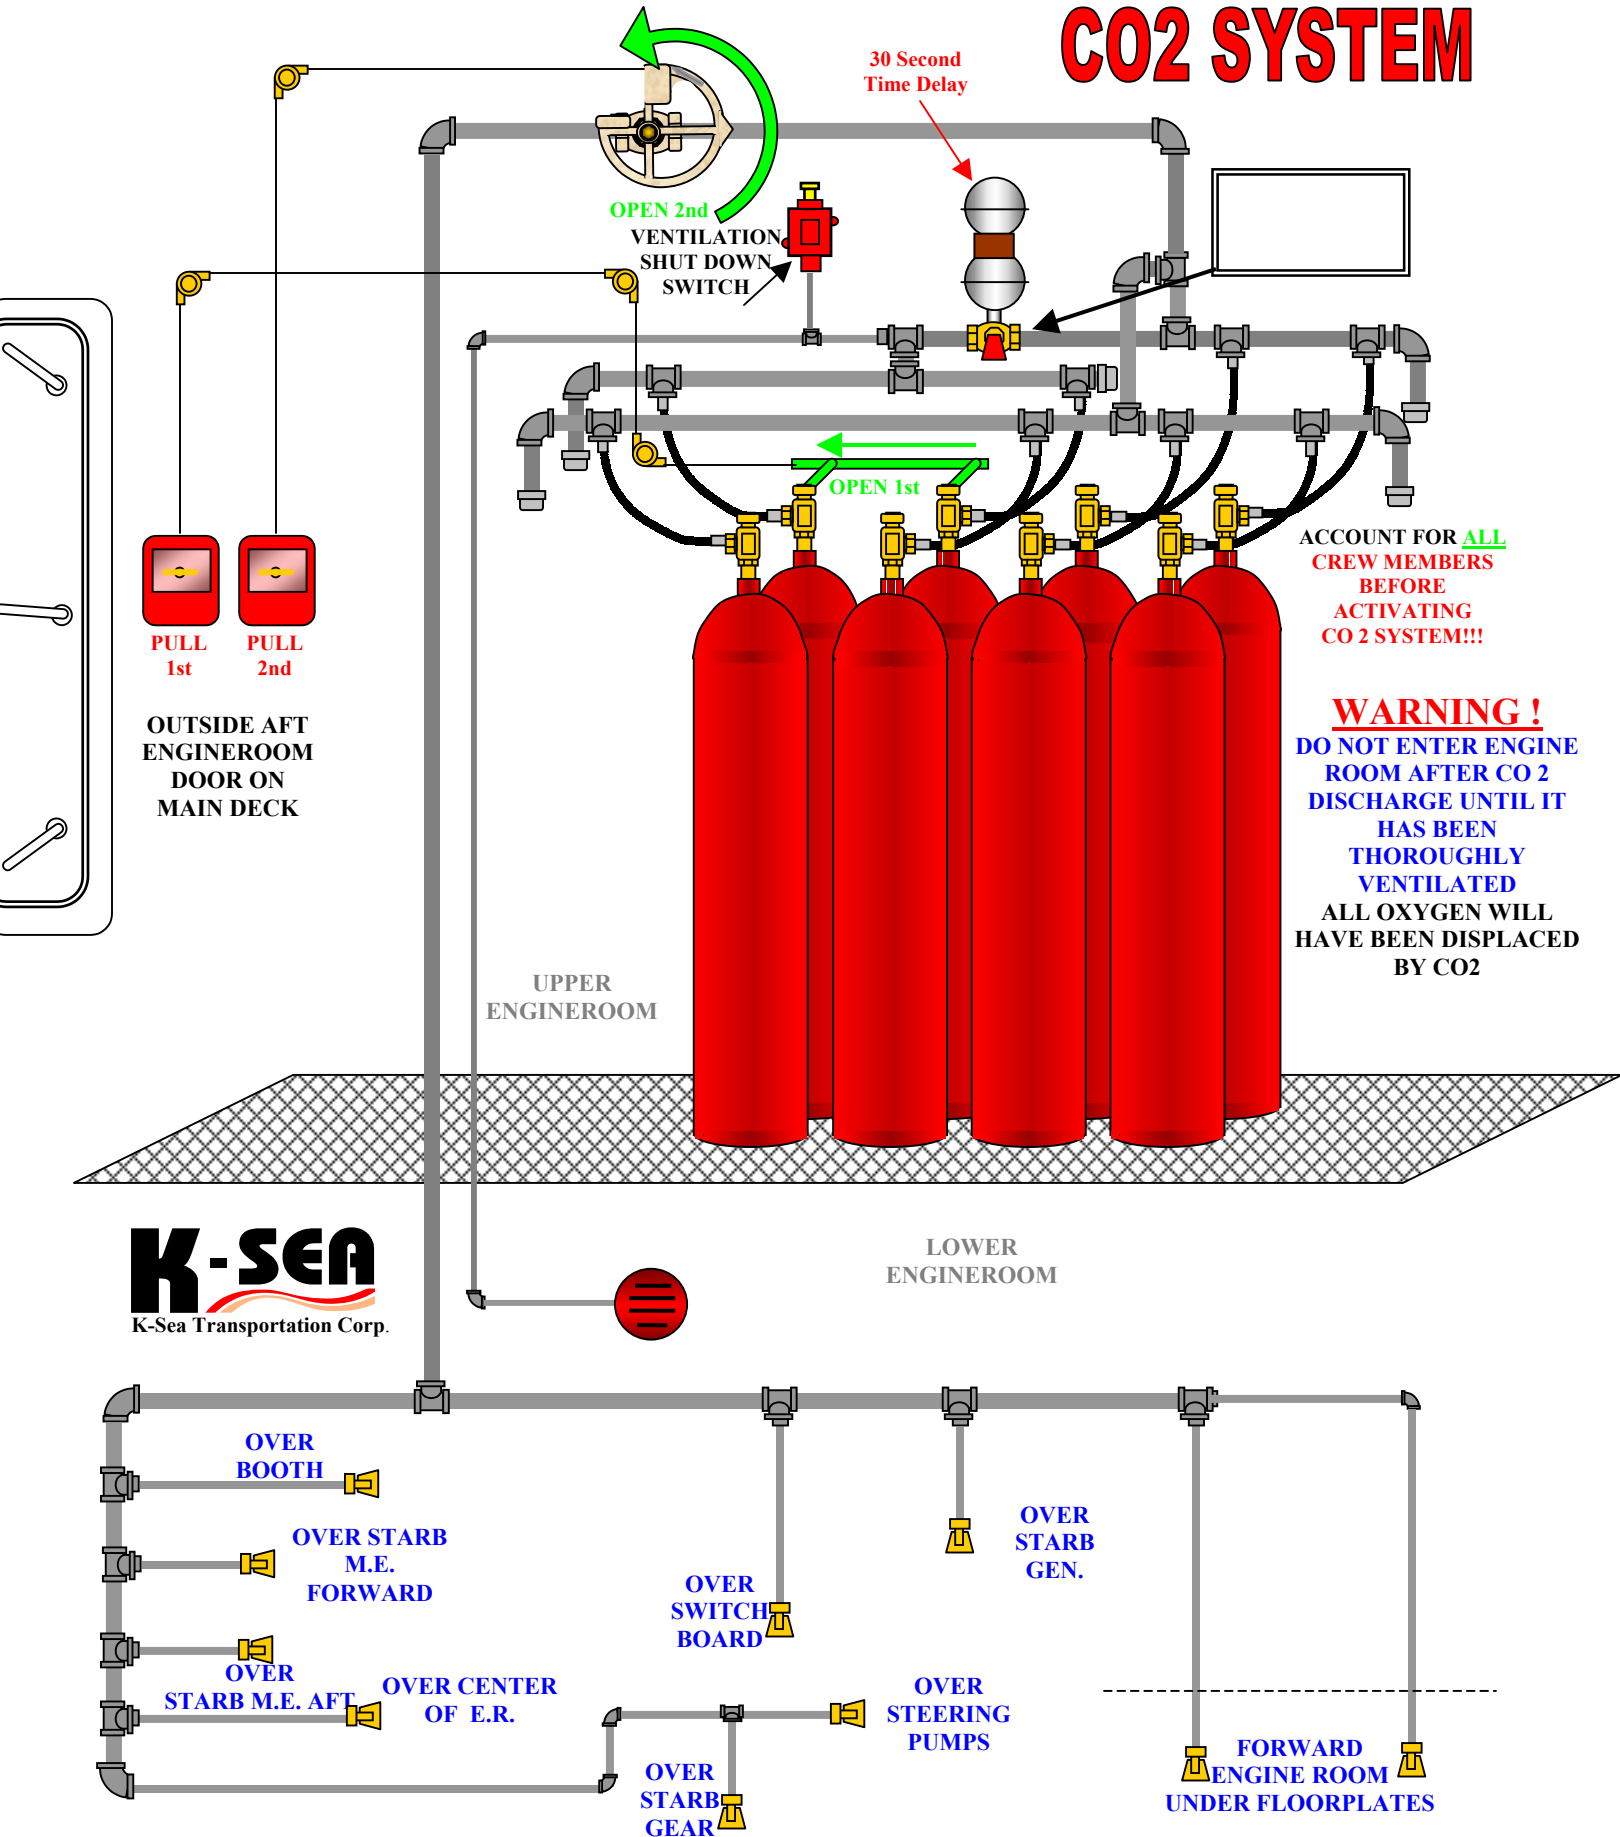 CO2 SYSTEM
30 Second
Time Delay
OPEN 2nd
VENTILATION
SHUT DOWN
SWITCH
OPEN 1st
ACCOUNT FOR ALL
CREW MEMBERS
BEFORE
ACTIVATING
CO 2 SYSTEM!!!
PULL
1st
PULL
2nd
OUTSIDE AFT
ENGINEROOM
DOOR ON
MAIN DECK
WARNING !
DO NOT ENTER ENGINE
ROOM AFTER CO 2
DISCHARGE UNTIL IT
HAS BEEN
THOROUGHLY
VENTILATED
ALL OXYGEN WILL
HAVE BEEN DISPLACED
BY CO2
UPPER
ENGINEROOM
LOWER
ENGINEROOM
K-SEA
K-Sea Transportation Corp.
OVER
BOOTH
OVER STARB
M.E.
FORWARD
OVER
STARB M.E. AFT
OVER CENTER
OF E.R.
OVER
SWITCH
BOARD
OVER
STARB
GEN.
OVER
STEERING
PUMPS
OVER
STARB
GEAR
FORWARD
ENGINE ROOM
UNDER FLOORPLATES